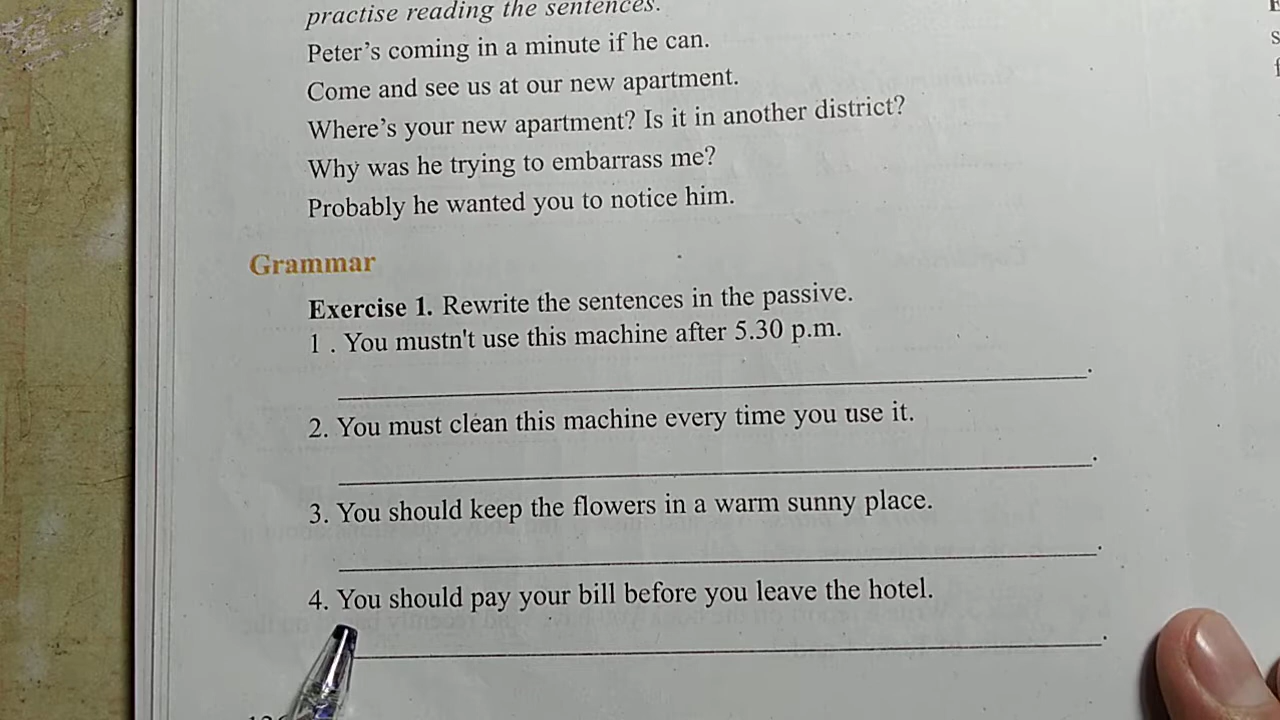 practise reading the sentences.
Peter's coming in a minute if he can.
Come and see us at our new apartment.
Where's your new apartment? Is it in another district?
Why was he trying to embarrass me?
Probably he wanted you to notice him.
Grammar
Exercise 1. Rewrite the sentences in the passive.
1 . You mustn't use this machine after 5.30 p.m.
2. You must clean this machine every time you use it.
3. You should keep the flowers in a warm sunny place.
4. You should pay your bill before you leave the hotel.